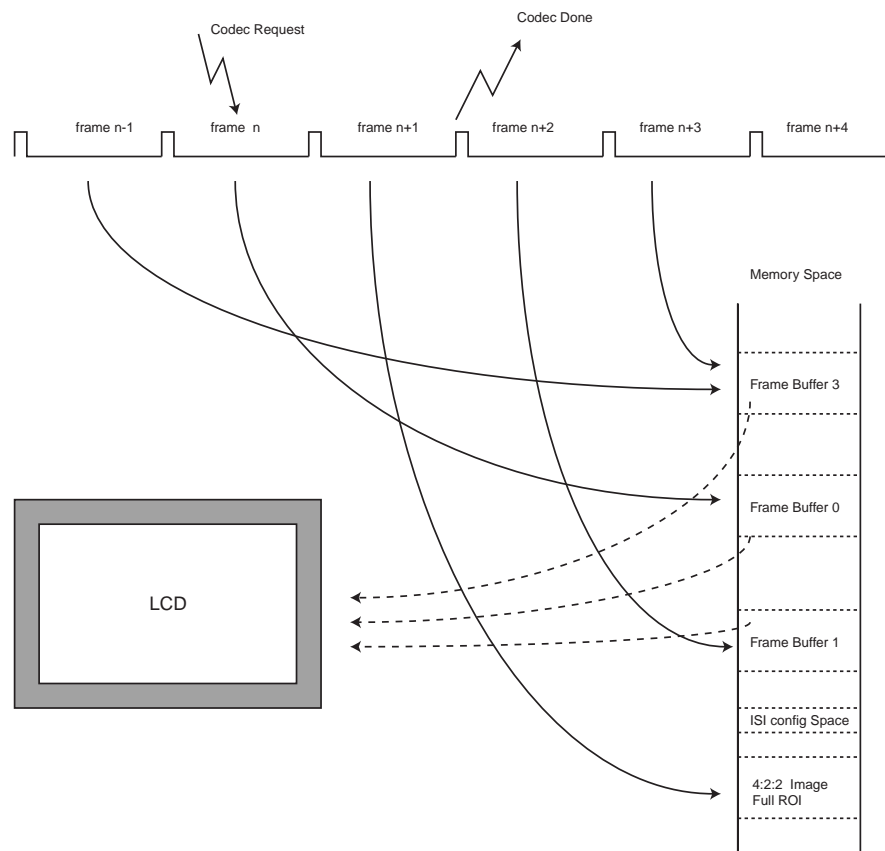 Codec Request
Codec Done
frame n-1
frame n
frame n+1
frame n+2
frame n+3
frame n+4
Memory Space
Frame Buffer 3
Frame Buffer 0
LCD
Frame Buffer 1
ISI config Space
4:2:2 Image
Full ROI